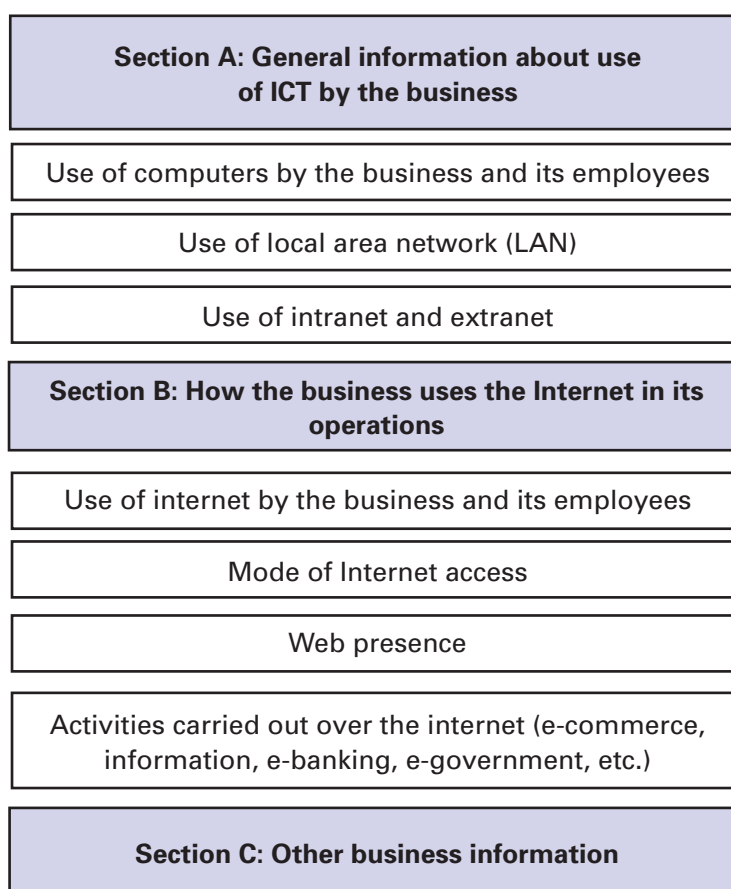 Section A: General information about use
of ICT by the business
Use of computers by the business and its employees
Use of local area network (LAN)
Use of intranet and extranet
Section B: How the business uses the Internet in its
operations
Use of internet by the business and its employees
Mode of Internet access
Web presence
Activities carried out over the internet (e-commerce,
information, e-banking, e-government, etc.)
Section C: Other business information